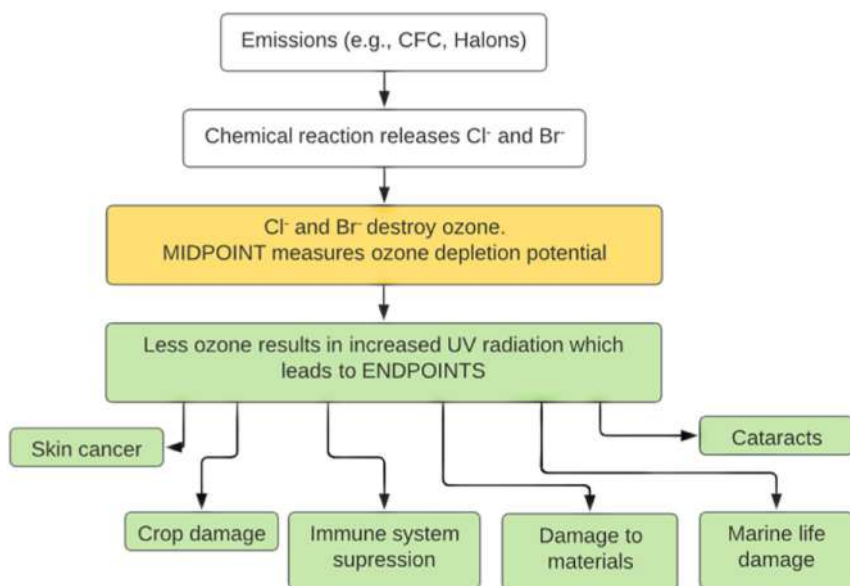 Emissions (e.g., CFC, Halons)
Chemical reaction releases Cl⁻ and Br⁻
Cl⁻ and Br⁻ destroy ozone.
MIDPOINT measures ozone depletion potential
Less ozone results in increased UV radiation which
leads to ENDPOINTS
Skin cancer
Cataracts
Crop damage
Immune system
supression
Damage to
materials
Marine life
damage